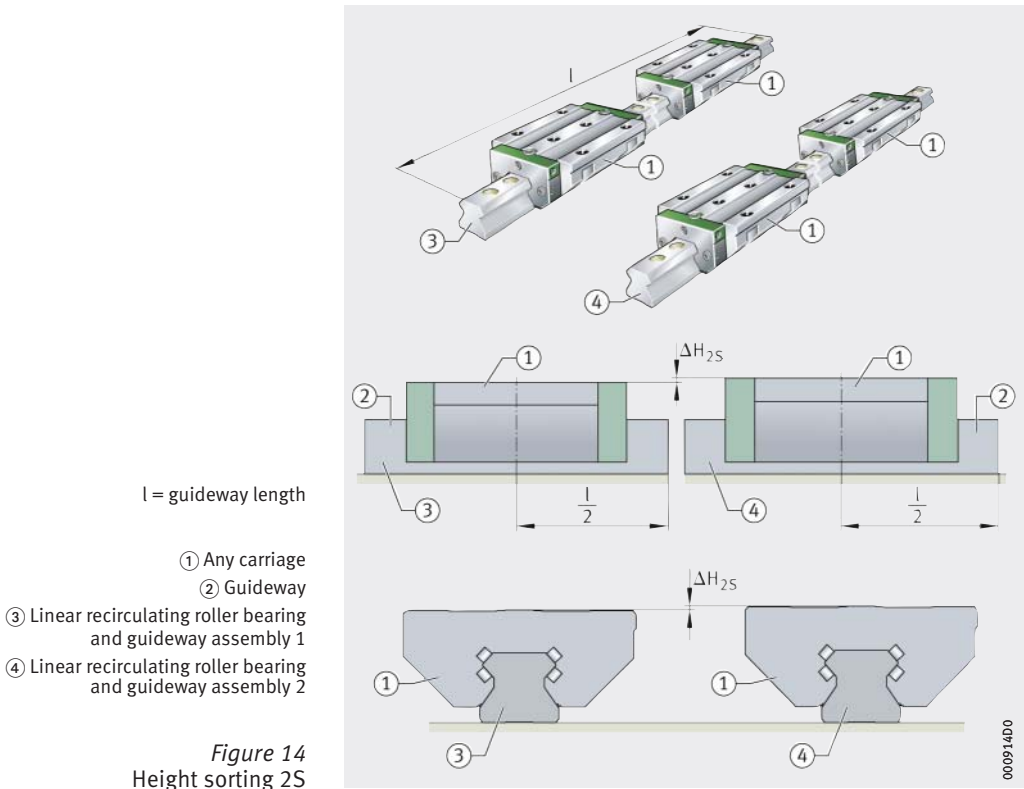 l
①
①
①
①
③
④
①
ΔH2S
①
②
②
③
l
2
④
l
2
ΔH2S
①
①
③
④
000914D0
l = guideway length
① Any carriage
② Guideway
③ Linear recirculating roller bearing
and guideway assembly 1
④ Linear recirculating roller bearing
and guideway assembly 2
Figure 14
Height sorting 2S